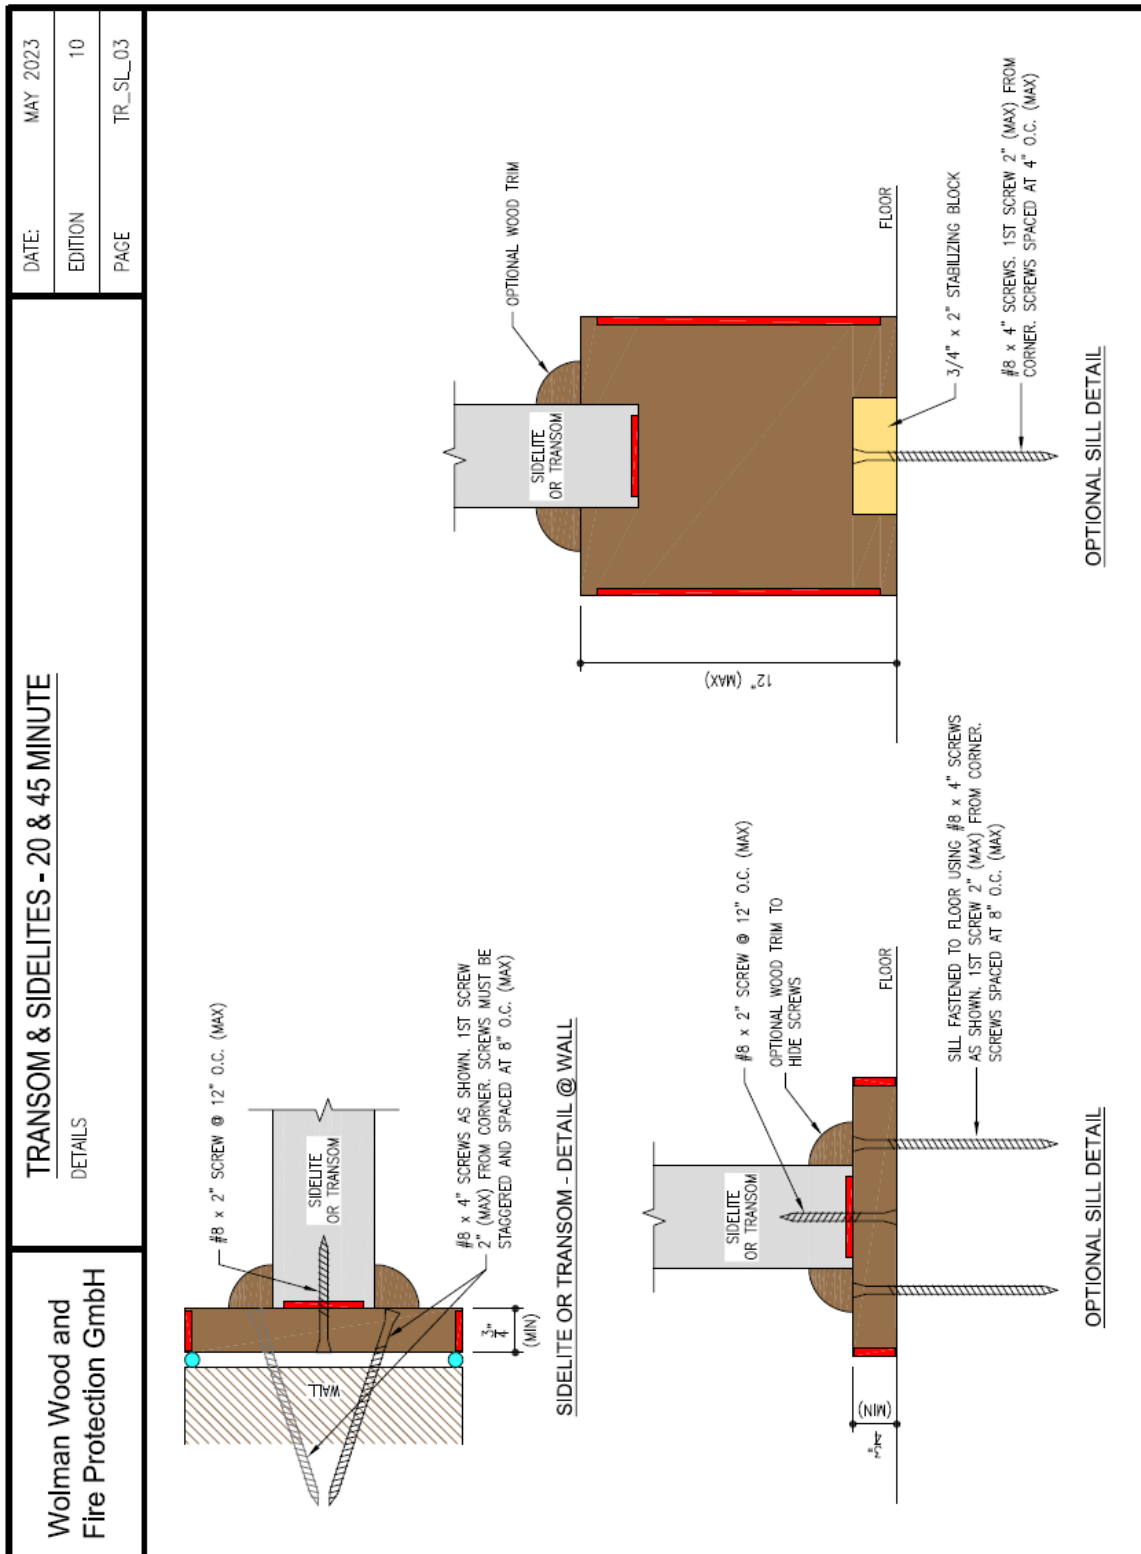 Wolman Wood and
Fire Protection GmbH
TRANSOM & SIDELITES - 20 & 45 MINUTE
DETAILS
DATE: MAY 2023
EDITION 10
PAGE TR_SL_03
#8 x 2" SCREW @ 12" O.C. (MAX)
SIDELITE
OR TRANSOM
WALL
3/4"
(MIN)
#8 x 4" SCREWS AS SHOWN. 1ST SCREW
2" (MAX) FROM CORNER. SCREWS MUST BE
STAGGERED AND SPACED AT 8" O.C. (MAX)
SIDELITE OR TRANSOM - DETAIL @ WALL
OPTIONAL WOOD TRIM
SIDELITE
OR TRANSOM
12" (MAX)
FLOOR
3/4" x 2" STABILIZING BLOCK
#8 x 4" SCREWS. 1ST SCREW 2" (MAX) FROM
CORNER. SCREWS SPACED AT 4" O.C. (MAX)
OPTIONAL SILL DETAIL
#8 x 2" SCREW @ 12" O.C. (MAX)
OPTIONAL WOOD TRIM TO
HIDE SCREWS
SIDELITE
OR TRANSOM
3/4"
(MIN)
FLOOR
SILL FASTENED TO FLOOR USING #8 x 4" SCREWS
AS SHOWN. 1ST SCREW 2" (MAX) FROM CORNER.
SCREWS SPACED AT 8" O.C. (MAX)
OPTIONAL SILL DETAIL